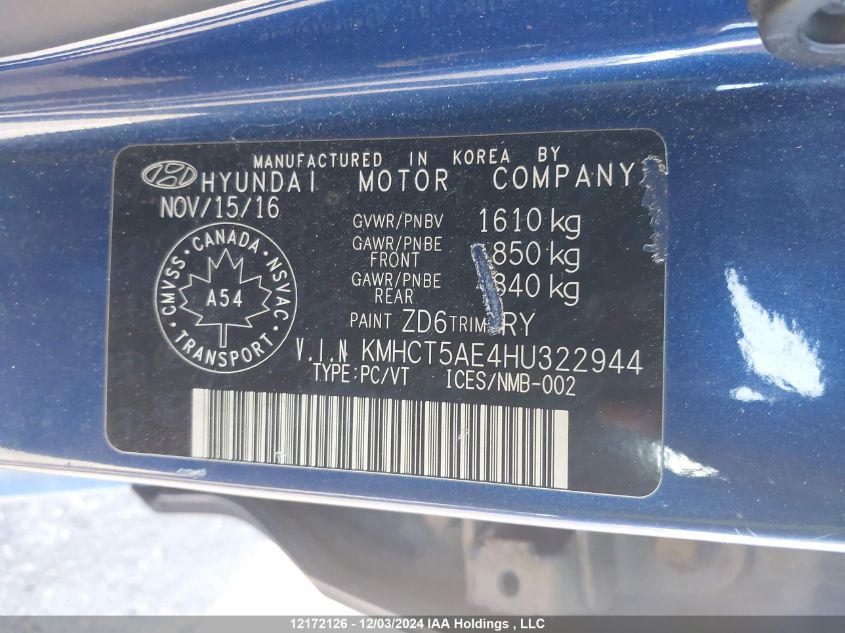 MANUFACTURED IN KOREA BY
HYUNDAI MOTOR COMPANY
NOV/15/16
GVWR/PNBV 1610 kg
GAWR/PNBE FRONT 850 kg
GAWR/PNBE REAR 840 kg
PAINT ZD6 TRIM RY
CANADA
CMVSS NSVAC
A54
TRANSPORT
V.I.N KMHCT5AE4HU322944
TYPE:PC/VT ICES/NMB-002
12172126 - 12/03/2024 IAA Holdings , LLC